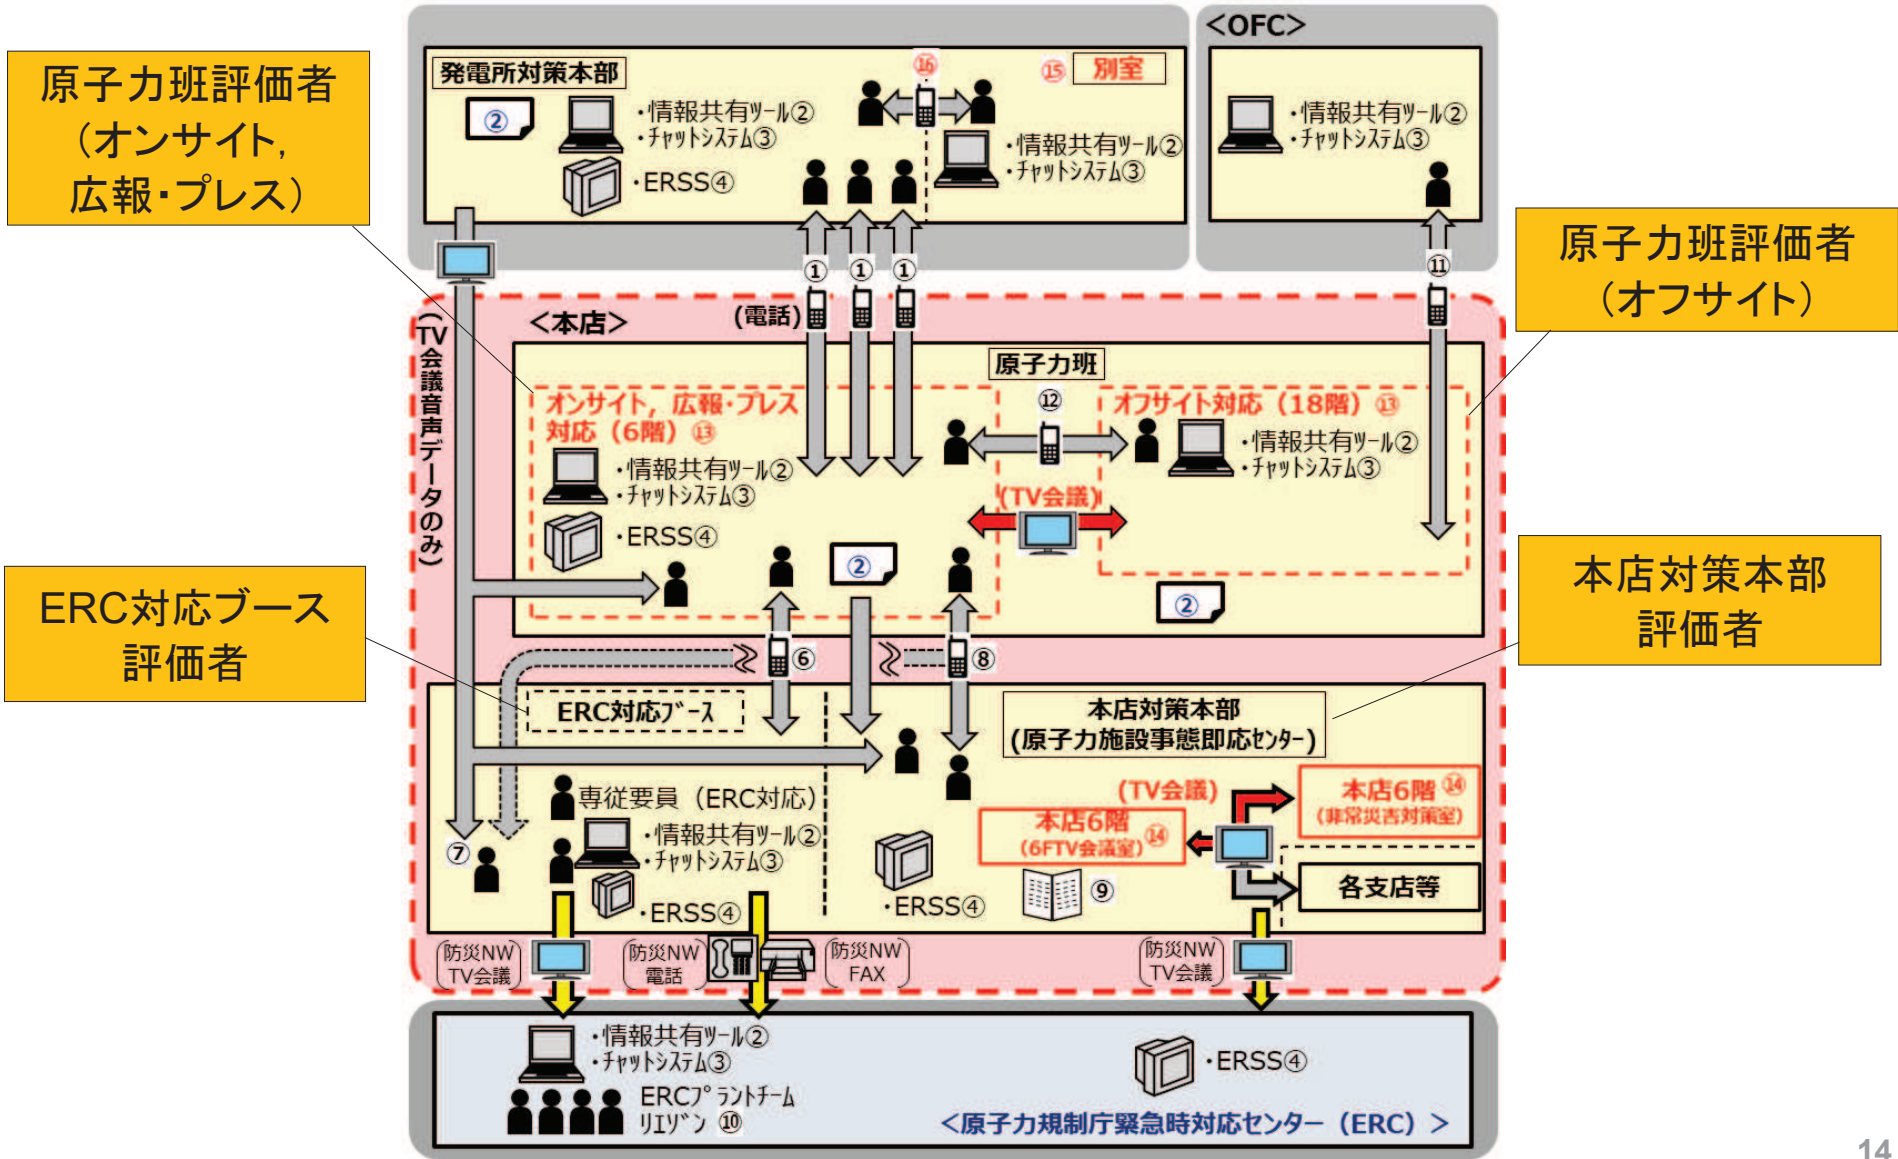 <OFC>
発電所対策本部
②
・情報共有ツール②
・チャットシステム③
・ERSS④
⑯
⑮ 別室
・情報共有ツール②
・チャットシステム③
・情報共有ツール②
・チャットシステム③
原子力班評価者
（オンサイト,
広報・プレス）
原子力班評価者
（オフサイト）
① ① ①
⑪
(TV会議音声データのみ)
<本店>
(電話)
原子力班
オンサイト, 広報・プレス
対応（6階）⑬
・情報共有ツール②
・チャットシステム③
・ERSS④
⑫
オフサイト対応（18階）⑬
・情報共有ツール②
・チャットシステム③
(TV会議)
②
②
ERC対応ブース
評価者
本店対策本部
評価者
⑥
⑧
ERC対応ブース
本店対策本部
(原子力施設事態即応センター)
専従要員（ERC対応）
・情報共有ツール②
・チャットシステム③
⑦
・ERSS④
・ERSS④
(TV会議)
本店6階⑭
(非常災害対策室)
本店6階⑭
(6FTV会議室)
⑨
各支店等
防災NW
TV会議
防災NW
電話
防災NW
FAX
防災NW
TV会議
・情報共有ツール②
・チャットシステム③
ERCプラントチーム
リエゾン ⑩
・ERSS④
<原子力規制庁緊急時対応センター（ERC）>
14